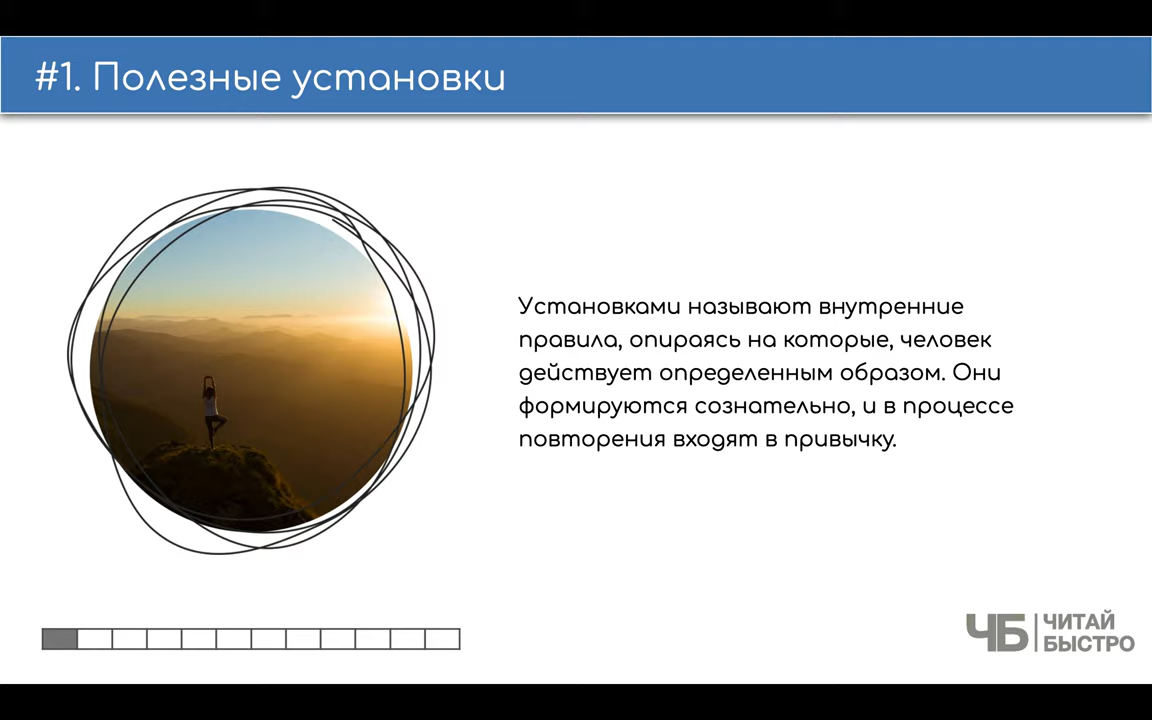 #1. Полезные установки
Установками называют внутренние
правила, опираясь на которые, человек
действует определенным образом. Они
формируются сознательно, и в процессе
повторения входят в привычку.
ЧБ | ЧИТАЙ
БЫСТРО